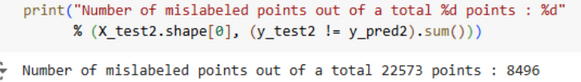 print("Number of mislabeled points out of a total %d points : %d"
% (X_test2.shape[0], (y_test2 != y_pred2).sum()))
Number of mislabeled points out of a total 22573 points : 8496